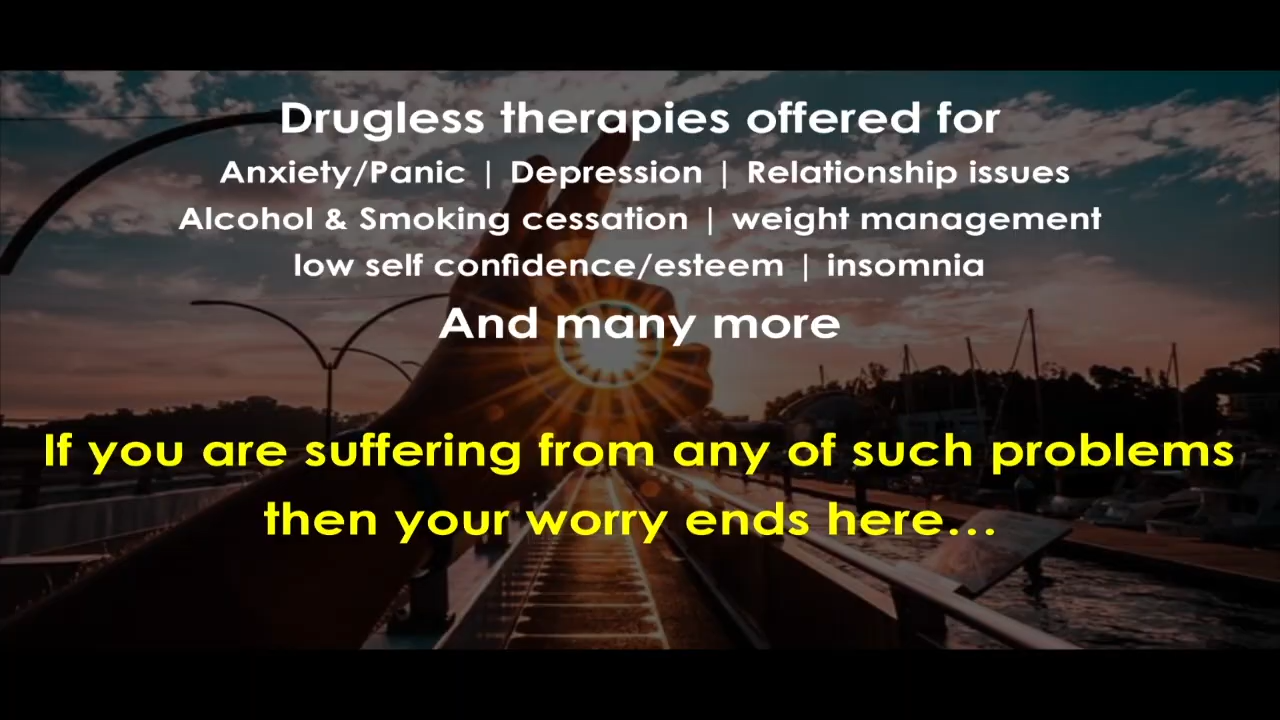 Drugless therapies offered for
Anxiety/Panic | Depression | Relationship issues
Alcohol & Smoking cessation | weight management
low self confidence/esteem | insomnia
And many more
If you are suffering from any of such problems
then your worry ends here...